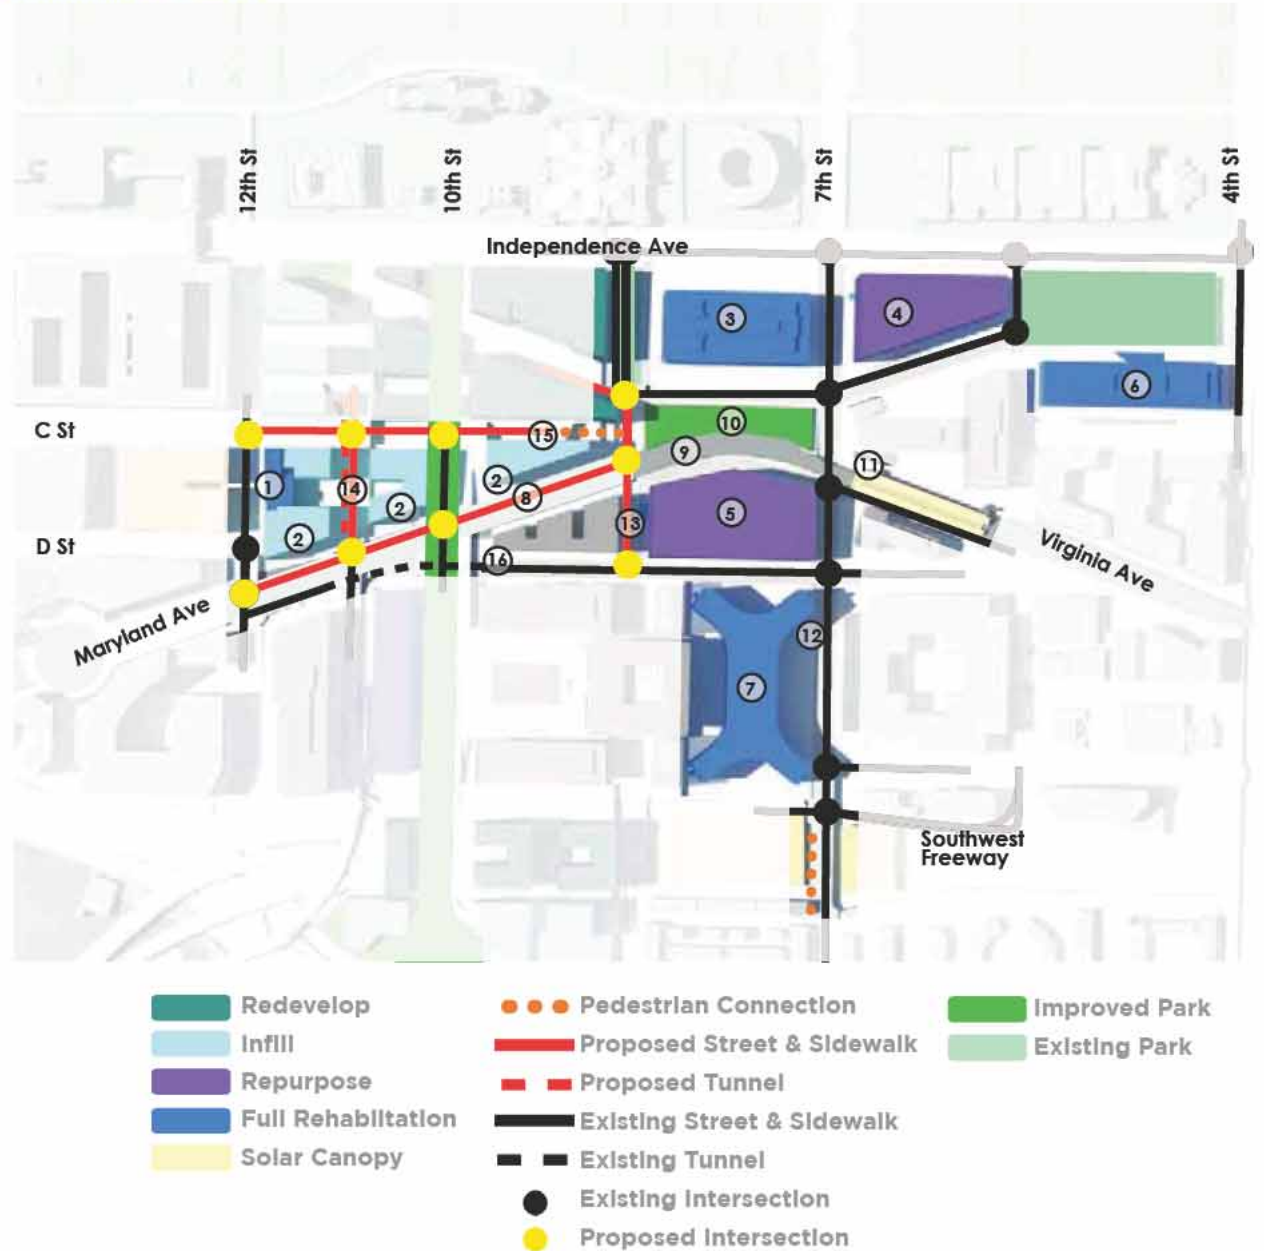 12th St
10th St
7th St
4th St
Independence Ave
3
4
6
C St
15
10
9
11
1
14
2
2
8
2
13
5
D St
16
Virginia Ave
Maryland Ave
12
7
Southwest
Freeway
Redevelop
Infill
Repurpose
Full Rehabiltation
Solar Canopy
Pedestrian Connection
Proposed Street & Sidewalk
Proposed Tunnel
Existing Street & Sidewalk
Existing Tunnel
Existing Intersection
Proposed Intersection
Improved Park
Existing Park